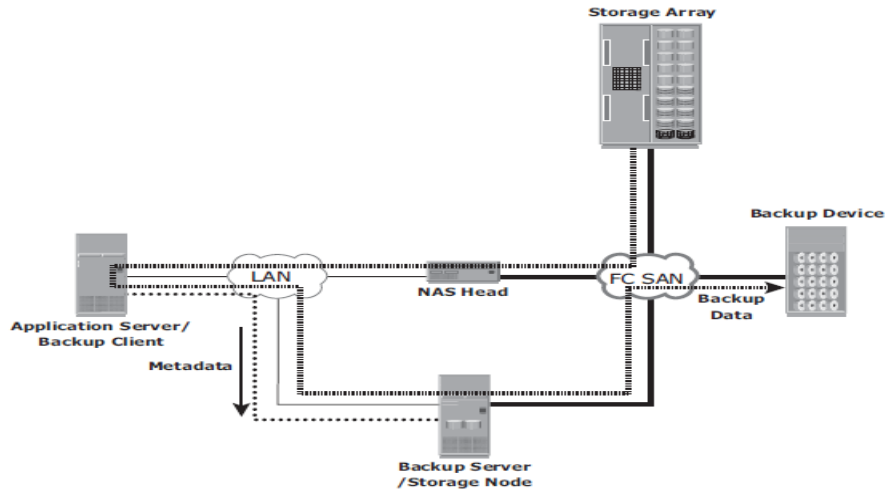 Storage Array
Backup Device
LAN
NAS Head
FC SAN
Backup
Data
Application Server/
Backup Client
Metadata
Backup Server
/Storage Node